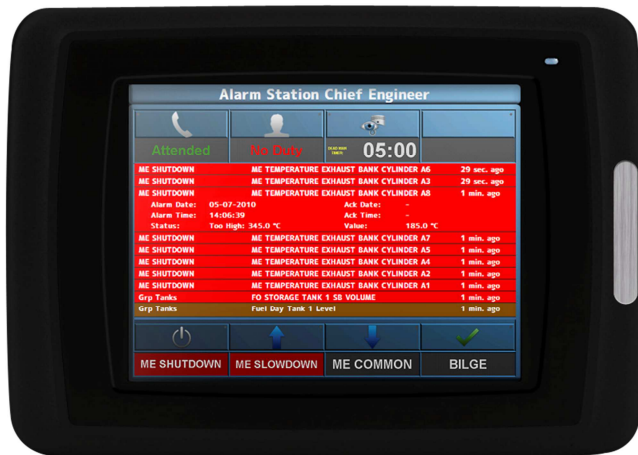 Alarm Station Chief Engineer
Attended No Duty DEAD MAN TIMER 05:00
ME SHUTDOWN ME TEMPERATURE EXHAUST BANK CYLINDER A6 29 sec. ago
ME SHUTDOWN ME TEMPERATURE EXHAUST BANK CYLINDER A3 29 sec. ago
ME SHUTDOWN ME TEMPERATURE EXHAUST BANK CYLINDER A8 1 min. ago
Alarm Date: 05-07-2010 Ack Date: -
Alarm Time: 14:06:39 Ack Time: -
Status: Too High: 345.0 °C Value: 185.0 °C
ME SHUTDOWN ME TEMPERATURE EXHAUST BANK CYLINDER A7 1 min. ago
ME SHUTDOWN ME TEMPERATURE EXHAUST BANK CYLINDER A5 1 min. ago
ME SHUTDOWN ME TEMPERATURE EXHAUST BANK CYLINDER A4 1 min. ago
ME SHUTDOWN ME TEMPERATURE EXHAUST BANK CYLINDER A2 1 min. ago
ME SHUTDOWN ME TEMPERATURE EXHAUST BANK CYLINDER A1 1 min. ago
Grp Tanks FO STORAGE TANK 1 SB VOLUME 1 min. ago
Grp Tanks Fuel Day Tank 1 Level 1 min. ago
ME SHUTDOWN ME SLOWDOWN ME COMMON BILGE